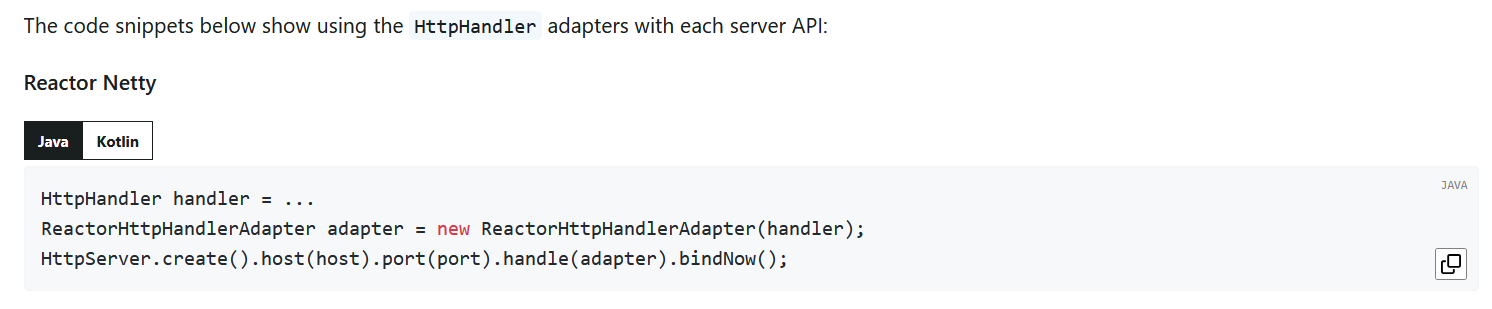 The code snippets below show using the HttpHandler adapters with each server API:
Reactor Netty
Java Kotlin
JAVA
HttpHandler handler = ...
ReactorHttpHandlerAdapter adapter = new ReactorHttpHandlerAdapter(handler);
HttpServer.create().host(host).port(port).handle(adapter).bindNow();